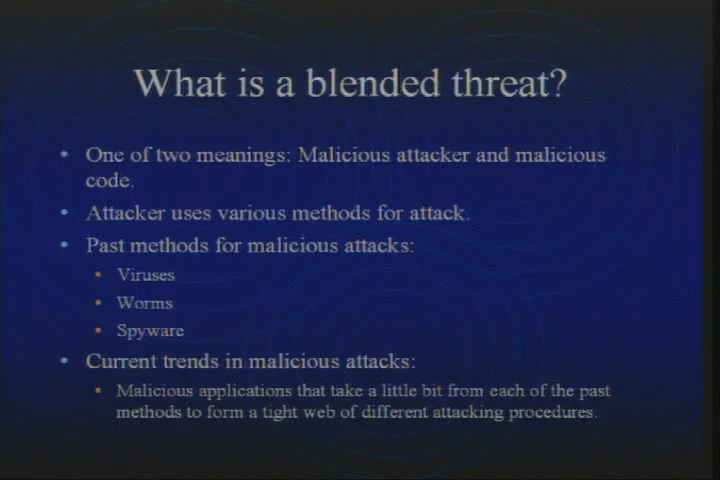 What is a blended threat?
• One of two meanings: Malicious attacker and malicious
code.
• Attacker uses various methods for attack.
• Past methods for malicious attacks:
• Viruses
• Worms
• Spyware
• Current trends in malicious attacks:
• Malicious applications that take a little bit from each of the past
methods to form a tight web of different attacking procedures.